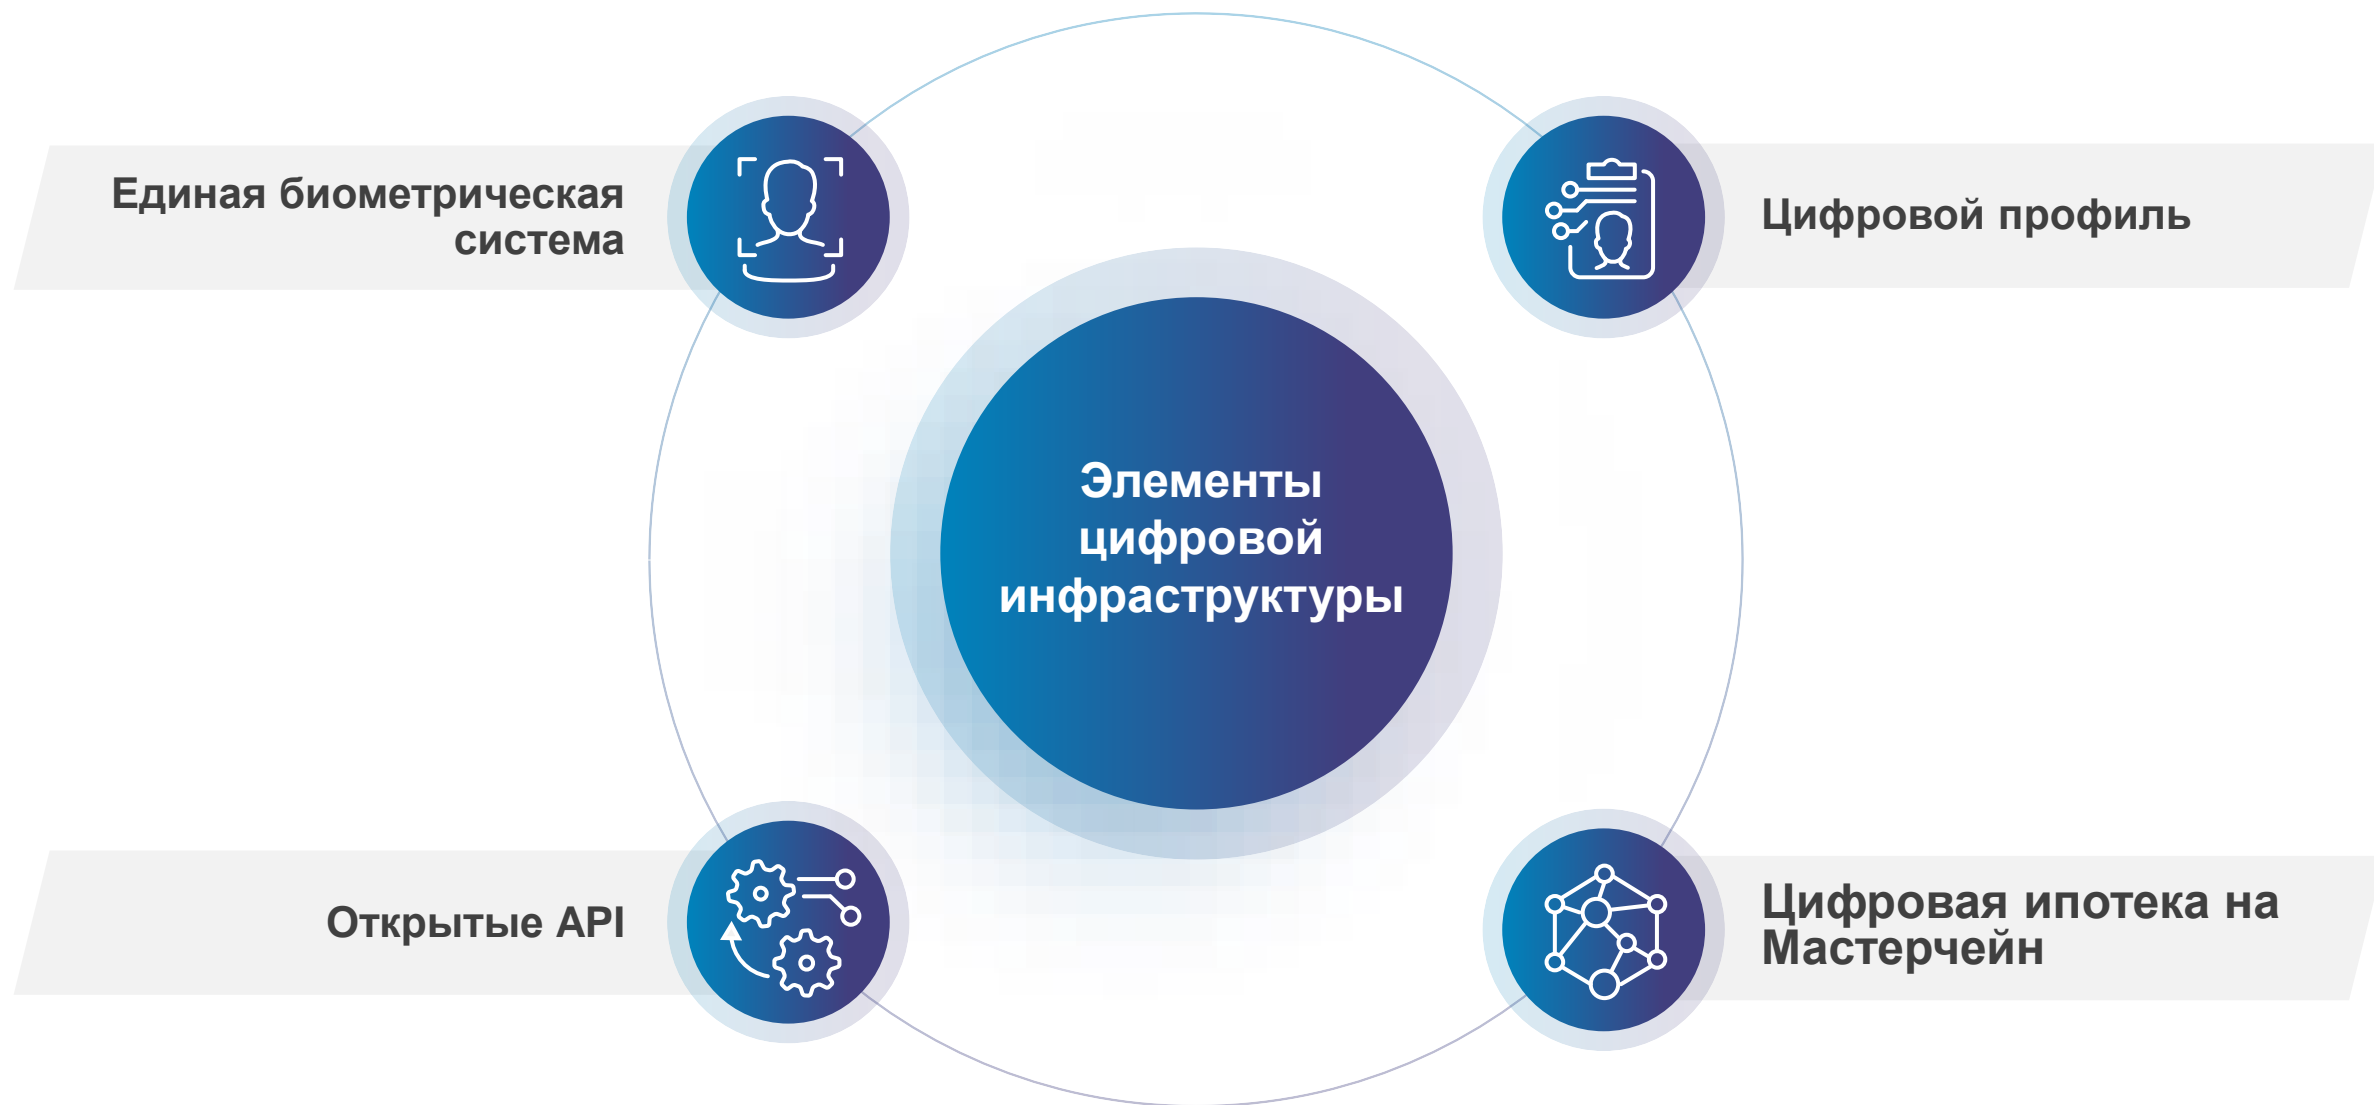 Единая биометрическая
система
Цифровой профиль
Элементы
цифровой
инфраструктуры
Открытые API
Цифровая ипотека на
Мастерчейн